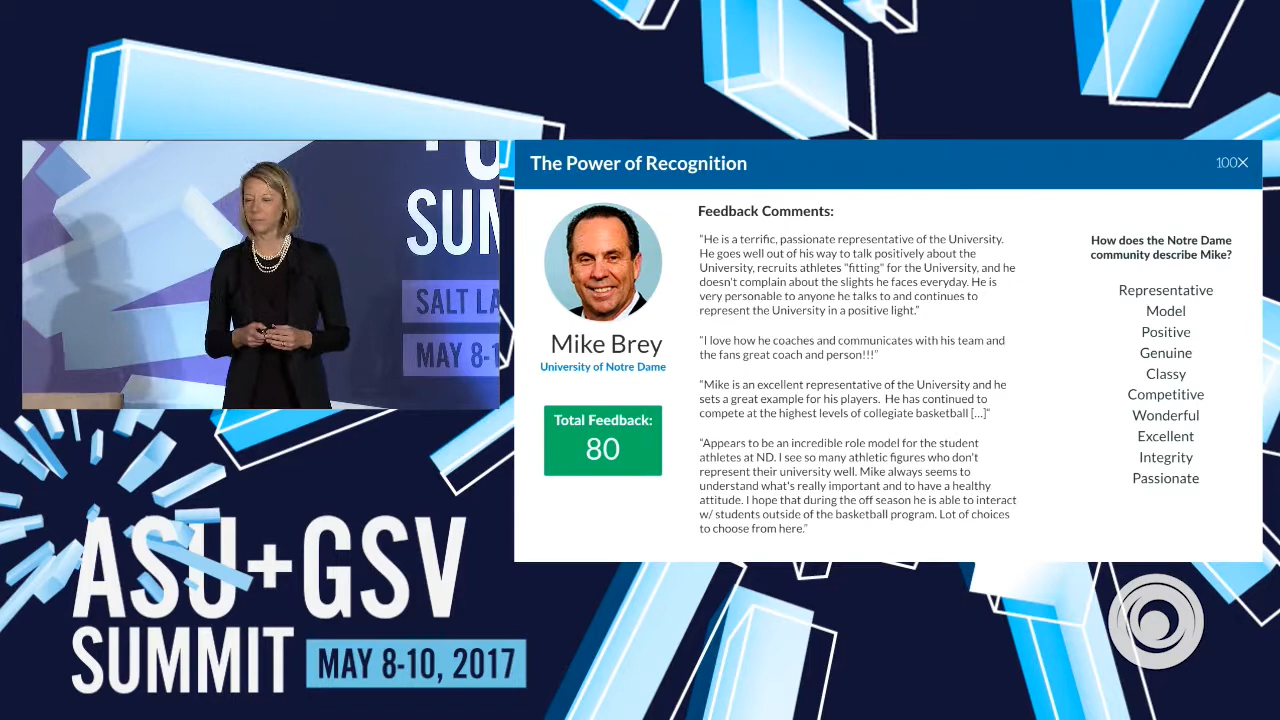 SUN
SALT LA
MAY 8-1
The Power of Recognition
100X
Mike Brey
University of Notre Dame
Total Feedback:
80
Feedback Comments:
"He is a terrific, passionate representative of the University.
He goes well out of his way to talk positively about the
University, recruits athletes "fitting" for the University, and he
doesn't complain about the slights he faces everyday. He is
very personable to anyone he talks to and continues to
represent the University in a positive light."
"I love how he coaches and communicates with his team and
the fans great coach and person!!!"
"Mike is an excellent representative of the University and he
sets a great example for his players. He has continued to
compete at the highest levels of collegiate basketball [...]"
"Appears to be an incredible role model for the student
athletes at ND. I see so many athletic figures who don't
represent their university well. Mike always seems to
understand what's really important and to have a healthy
attitude. I hope that during the off season he is able to interact
w/ students outside of the basketball program. Lot of choices
to choose from here."
How does the Notre Dame
community describe Mike?
Representative
Model
Positive
Genuine
Classy
Competitive
Wonderful
Excellent
Integrity
Passionate
ASU+GSV
SUMMIT
MAY 8-10, 2017